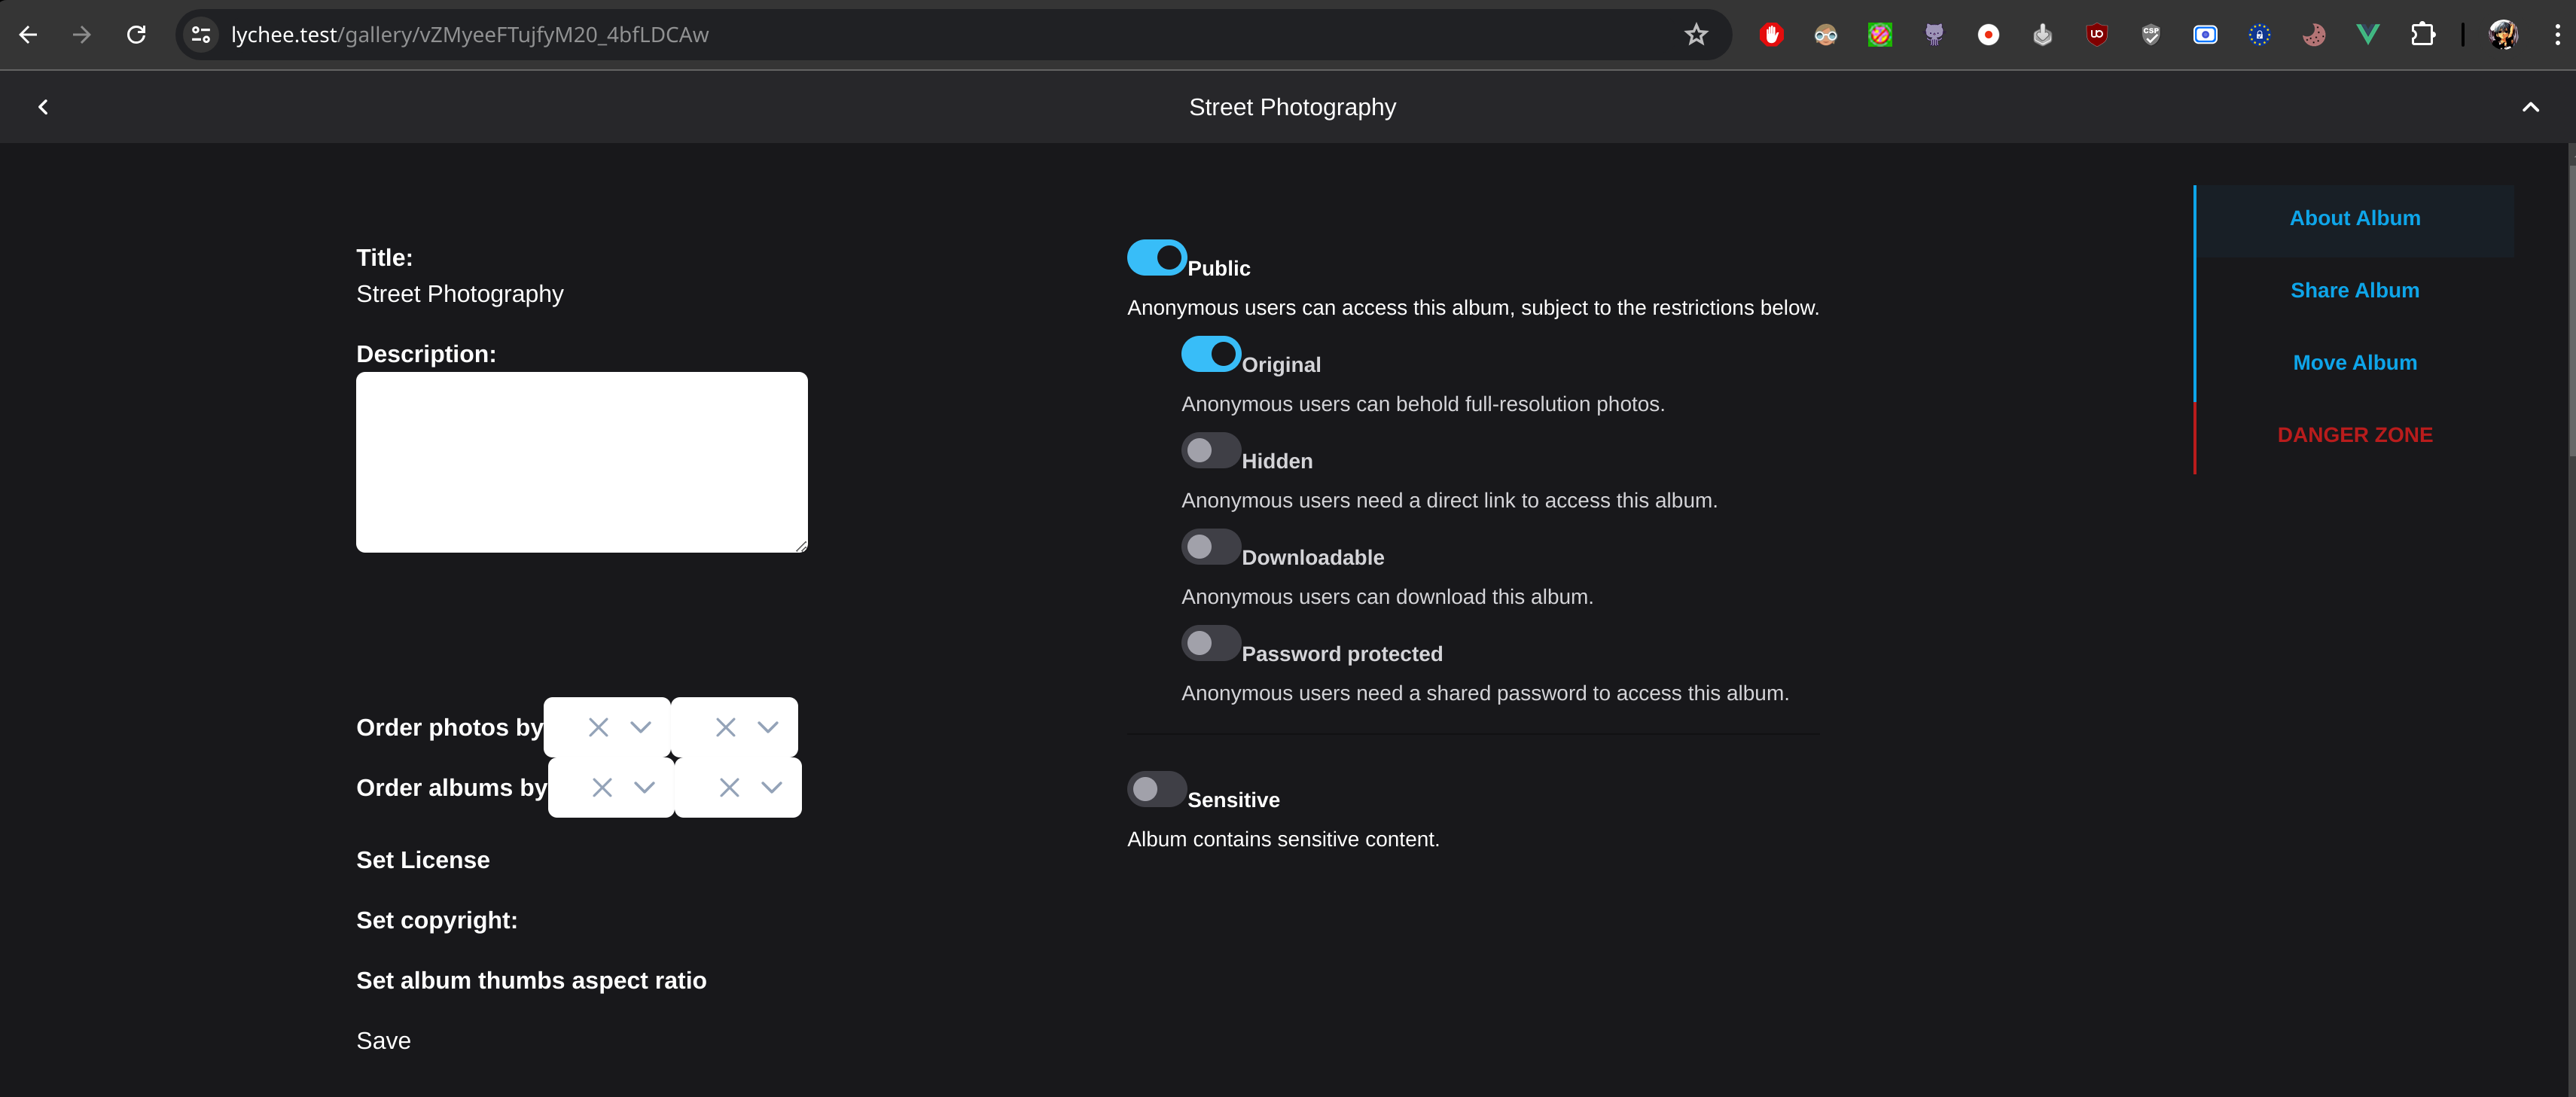 lychee.test/gallery/vZMyeeFTujfyM20_4bfLDCAw
Street Photography
Title:
Street Photography
Description:
Order photos by
Order albums by
Set License
Set copyright:
Set album thumbs aspect ratio
Save
Public
Anonymous users can access this album, subject to the restrictions below.
Original
Anonymous users can behold full-resolution photos.
Hidden
Anonymous users need a direct link to access this album.
Downloadable
Anonymous users can download this album.
Password protected
Anonymous users need a shared password to access this album.
Sensitive
Album contains sensitive content.
About Album
Share Album
Move Album
DANGER ZONE